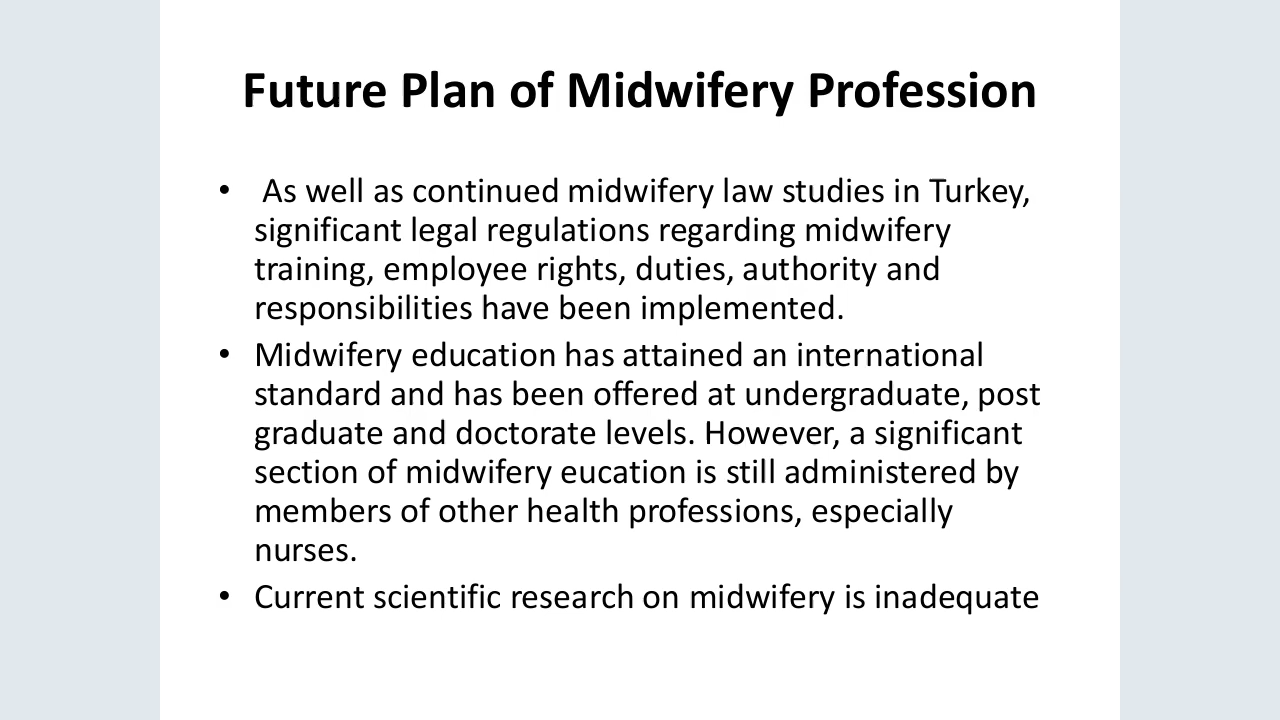 Future Plan of Midwifery Profession
• As well as continued midwifery law studies in Turkey,
significant legal regulations regarding midwifery
training, employee rights, duties, authority and
responsibilities have been implemented.
• Midwifery education has attained an international
standard and has been offered at undergraduate, post
graduate and doctorate levels. However, a significant
section of midwifery eucation is still administered by
members of other health professions, especially
nurses.
• Current scientific research on midwifery is inadequate